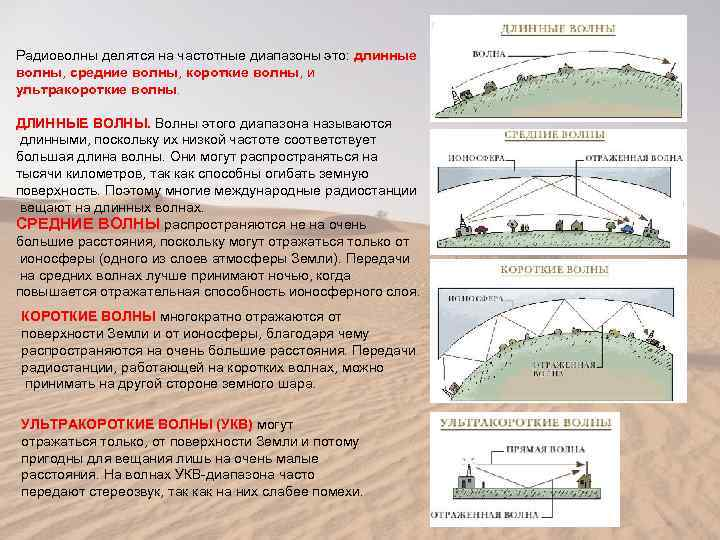 Радиоволны делятся на частотные диапазоны это: длинные
волны, средние волны, короткие волны, и
ультракороткие волны.
ДЛИННЫЕ ВОЛНЫ. Волны этого диапазона называются
длинными, поскольку их низкой частоте соответствует
большая длина волны. Они могут распространяться на
тысячи километров, так как способны огибать земную
поверхность. Поэтому многие международные радиостанции
вещают на длинных волнах.
СРЕДНИЕ ВОЛНЫ распространяются не на очень
большие расстояния, поскольку могут отражаться только от
ионосферы (одного из слоев атмосферы Земли). Передачи
на средних волнах лучше принимают ночью, когда
повышается отражательная способность ионосферного слоя.
КОРОТКИЕ ВОЛНЫ многократно отражаются от
поверхности Земли и от ионосферы, благодаря чему
распространяются на очень большие расстояния. Передачи
радиостанции, работающей на коротких волнах, можно
принимать на другой стороне земного шара.
УЛЬТРАКОРОТКИЕ ВОЛНЫ (УКВ) могут
отражаться только, от поверхности Земли и потому
пригодны для вещания лишь на очень малые
расстояния. На волнах УКВ-диапазона часто
передают стереозвук, так как на них слабее помехи.
ДЛИННЫЕ ВОЛНЫ
ВОЛНА
СРЕДНИЕ ВОЛНЫ
ИОНОСФЕРА
ОТРАЖЕННАЯ ВОЛНА
КОРОТКИЕ ВОЛНЫ
ИОНОСФЕРА
ОТРАЖЕННАЯ
ВОЛНА
УЛЬТРАКОРОТКИЕ ВОЛНЫ
ПРЯМАЯ ВОЛНА
ОТРАЖЕННАЯ ВОЛНА